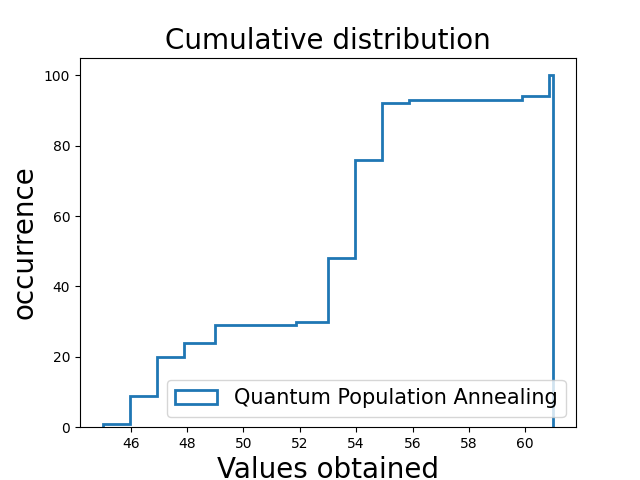 Cumulative distribution
100
80
60
40
20
0
occurrence
Quantum Population Annealing
46 48 50 52 54 56 58 60
Values obtained